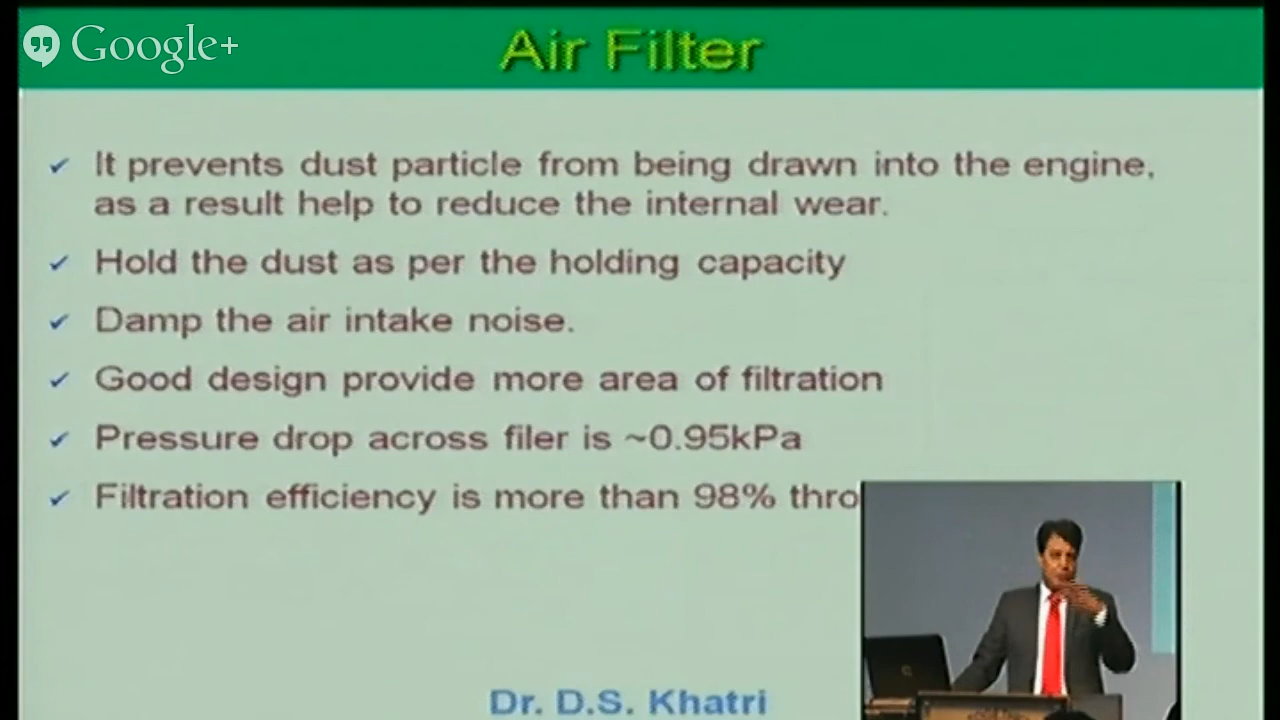 Google+
Air Filter
It prevents dust particle from being drawn into the engine,
as a result help to reduce the internal wear.
Hold the dust as per the holding capacity
Damp the air intake noise.
Good design provide more area of filtration
Pressure drop across filer is ~0.95kPa
Filtration efficiency is more than 98% thro
Dr. D.S. Khatri